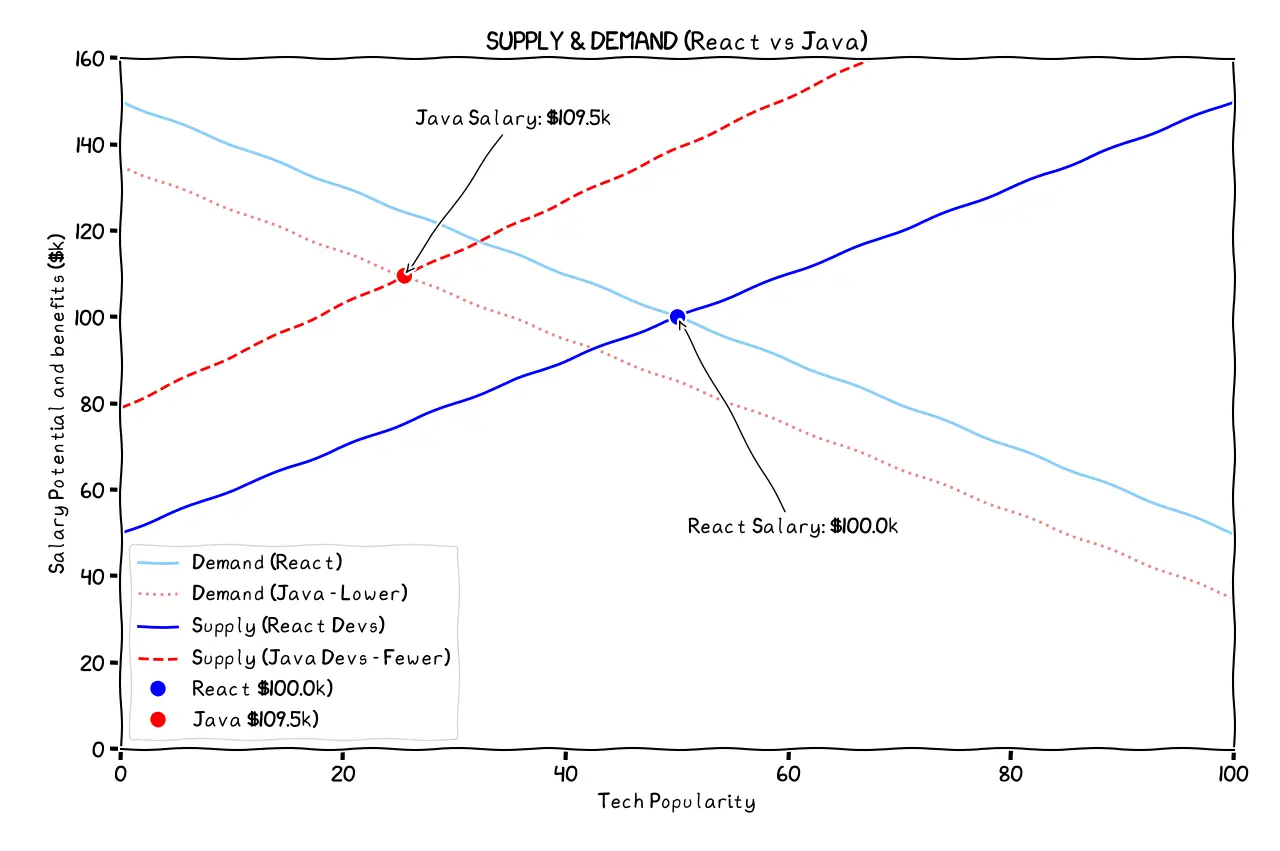 SUPPLY & DEMAND (React vs Java)
160
140
120
100
80
60
40
20
0
Salary Potential and benefits ($k)
Java Salary: $109.5k
React Salary: $100.0k
Demand (React)
Demand (Java - Lower)
Supply (React Devs)
Supply (Java Devs - Fewer)
React $100.0k)
Java $109.5k)
0 20 40 60 80 100
Tech Popularity